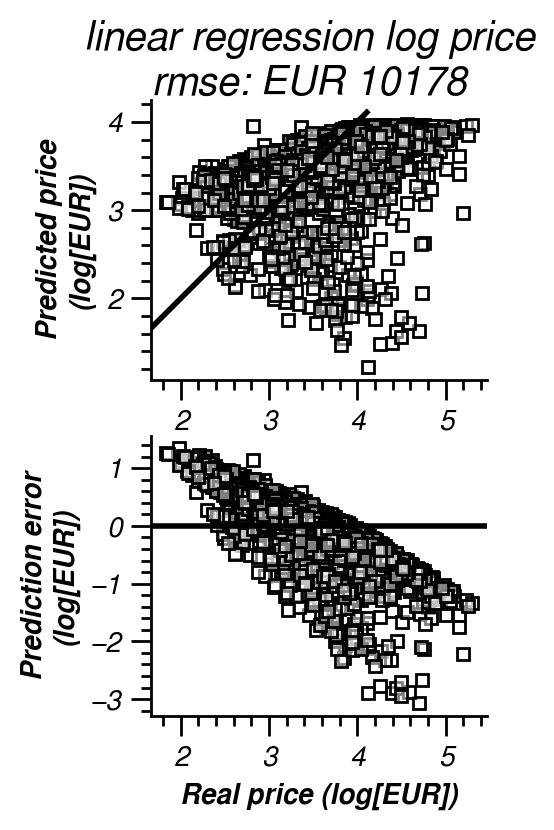 linear regression log price
rmse: EUR 10178
Predicted price
(log[EUR])
4
3
2
2 3 4 5
Prediction error
(log[EUR])
1
0
−1
−2
−3
2 3 4 5
Real price (log[EUR])